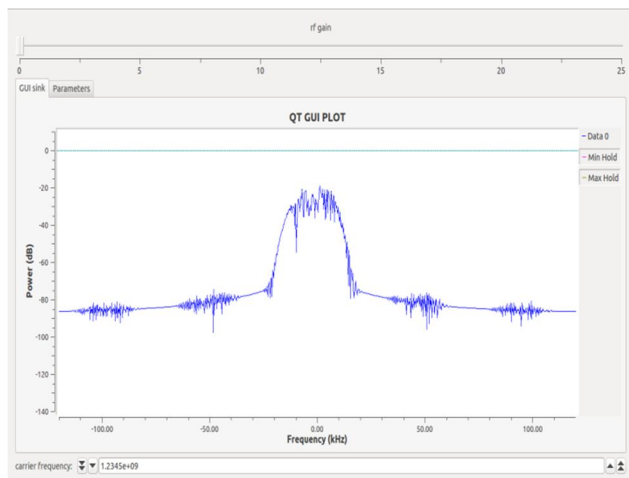 rf gain
0 5 10 15 20 25
GUI sink Parameters
QT GUI PLOT
Data 0
Min Hold
Max Hold
0
-20
-40
-60
-80
-100
-120
-140
Power (dB)
-100.00 -50.00 0.00 50.00 100.00
Frequency (kHz)
carrier frequency: 1.2345e+09